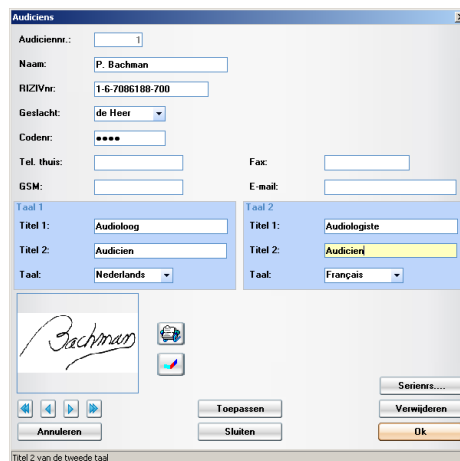 Audiciens
Audiciennr.: 1
Naam: P. Bachman
RIZIVnr: 1-6-7086188-700
Geslacht: de Heer
Codenr: ●●●●
Tel. thuis: Fax:
GSM: E-mail:
Taal 1 Taal 2
Titel 1: Audioloog Titel 1: Audiologiste
Titel 2: Audicien Titel 2: Audicien
Taal: Nederlands Taal: Français
Bachman
Serienrs....
Toepassen Verwijderen
Annuleren Sluiten Ok
Titel 2 van de tweede taal